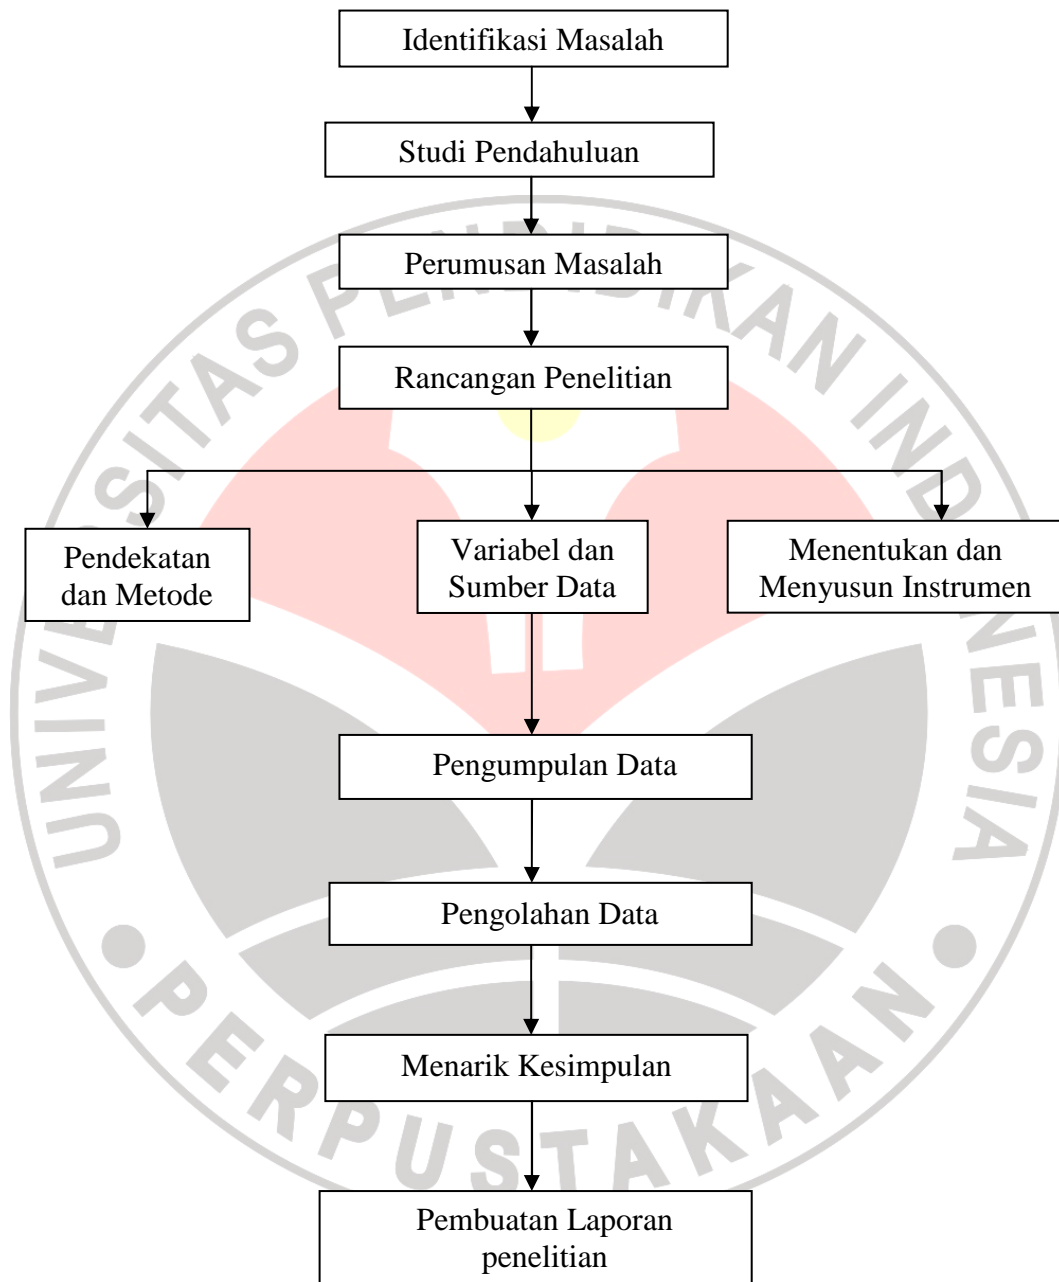 Identifikasi Masalah
Studi Pendahuluan
Perumusan Masalah
Rancangan Penelitian
Pendekatan
dan Metode
Variabel dan
Sumber Data
Menentukan dan
Menyusun Instrumen
Pengumpulan Data
Pengolahan Data
Menarik Kesimpulan
Pembuatan Laporan
penelitian
UNIVERSITAS PENDIDIKAN INDONESIA
PERPUSTAKAAN